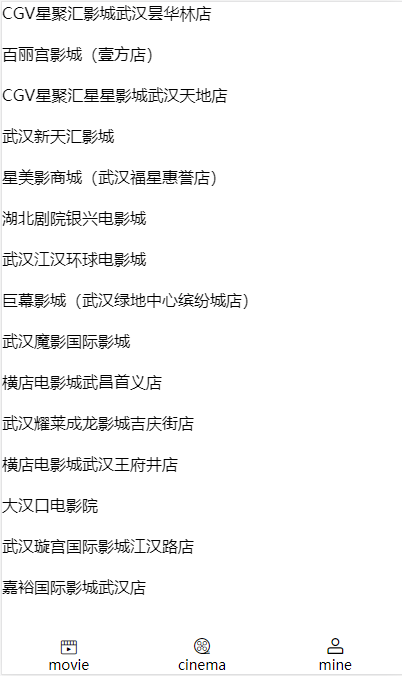 CGV星聚汇影城武汉昙华林店
百丽宫影城（壹方店）
CGV星聚汇星星影城武汉天地店
武汉新天汇影城
星美影商城（武汉福星惠誉店）
湖北剧院银兴电影城
武汉江汉环球电影城
巨幕影城（武汉绿地中心缤纷城店）
武汉魔影国际影城
横店电影城武昌首义店
武汉耀莱成龙影城吉庆街店
横店电影城武汉王府井店
大汉口电影院
武汉璇宫国际影城江汉路店
嘉裕国际影城武汉店
movie cinema mine